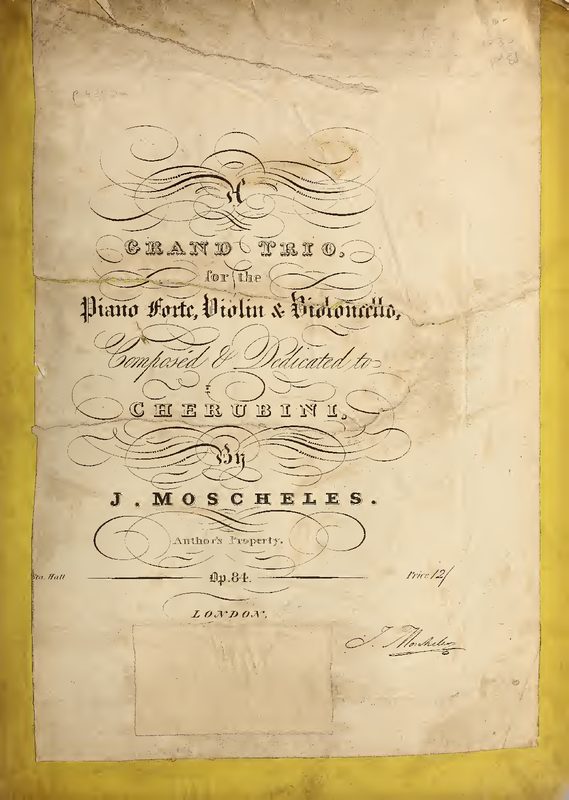 A
GRAND TRIO,
for the
Piano Forte, Violin & Violoncello,
Composed & Dedicated to
CHERUBINI,
By
J. MOSCHELES.
Author's Property.
Sta. Hall Op.84. Price 12/
LONDON.
J. Moscheles